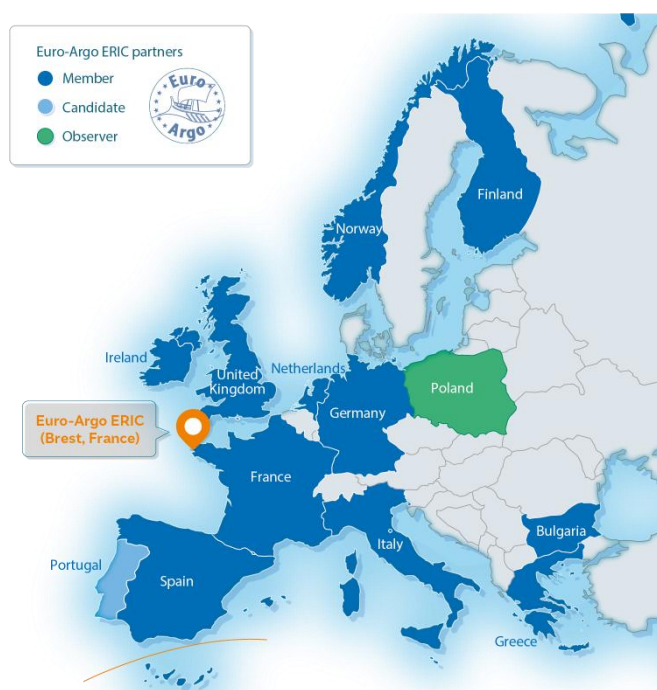 Euro-Argo ERIC partners
Member
Candidate
Observer
Euro
Argo
Finland
Norway
Ireland
United
Kingdom
Netherlands
Germany
Poland
Euro-Argo ERIC
(Brest, France)
France
Bulgaria
Italy
Portugal
Spain
Greece